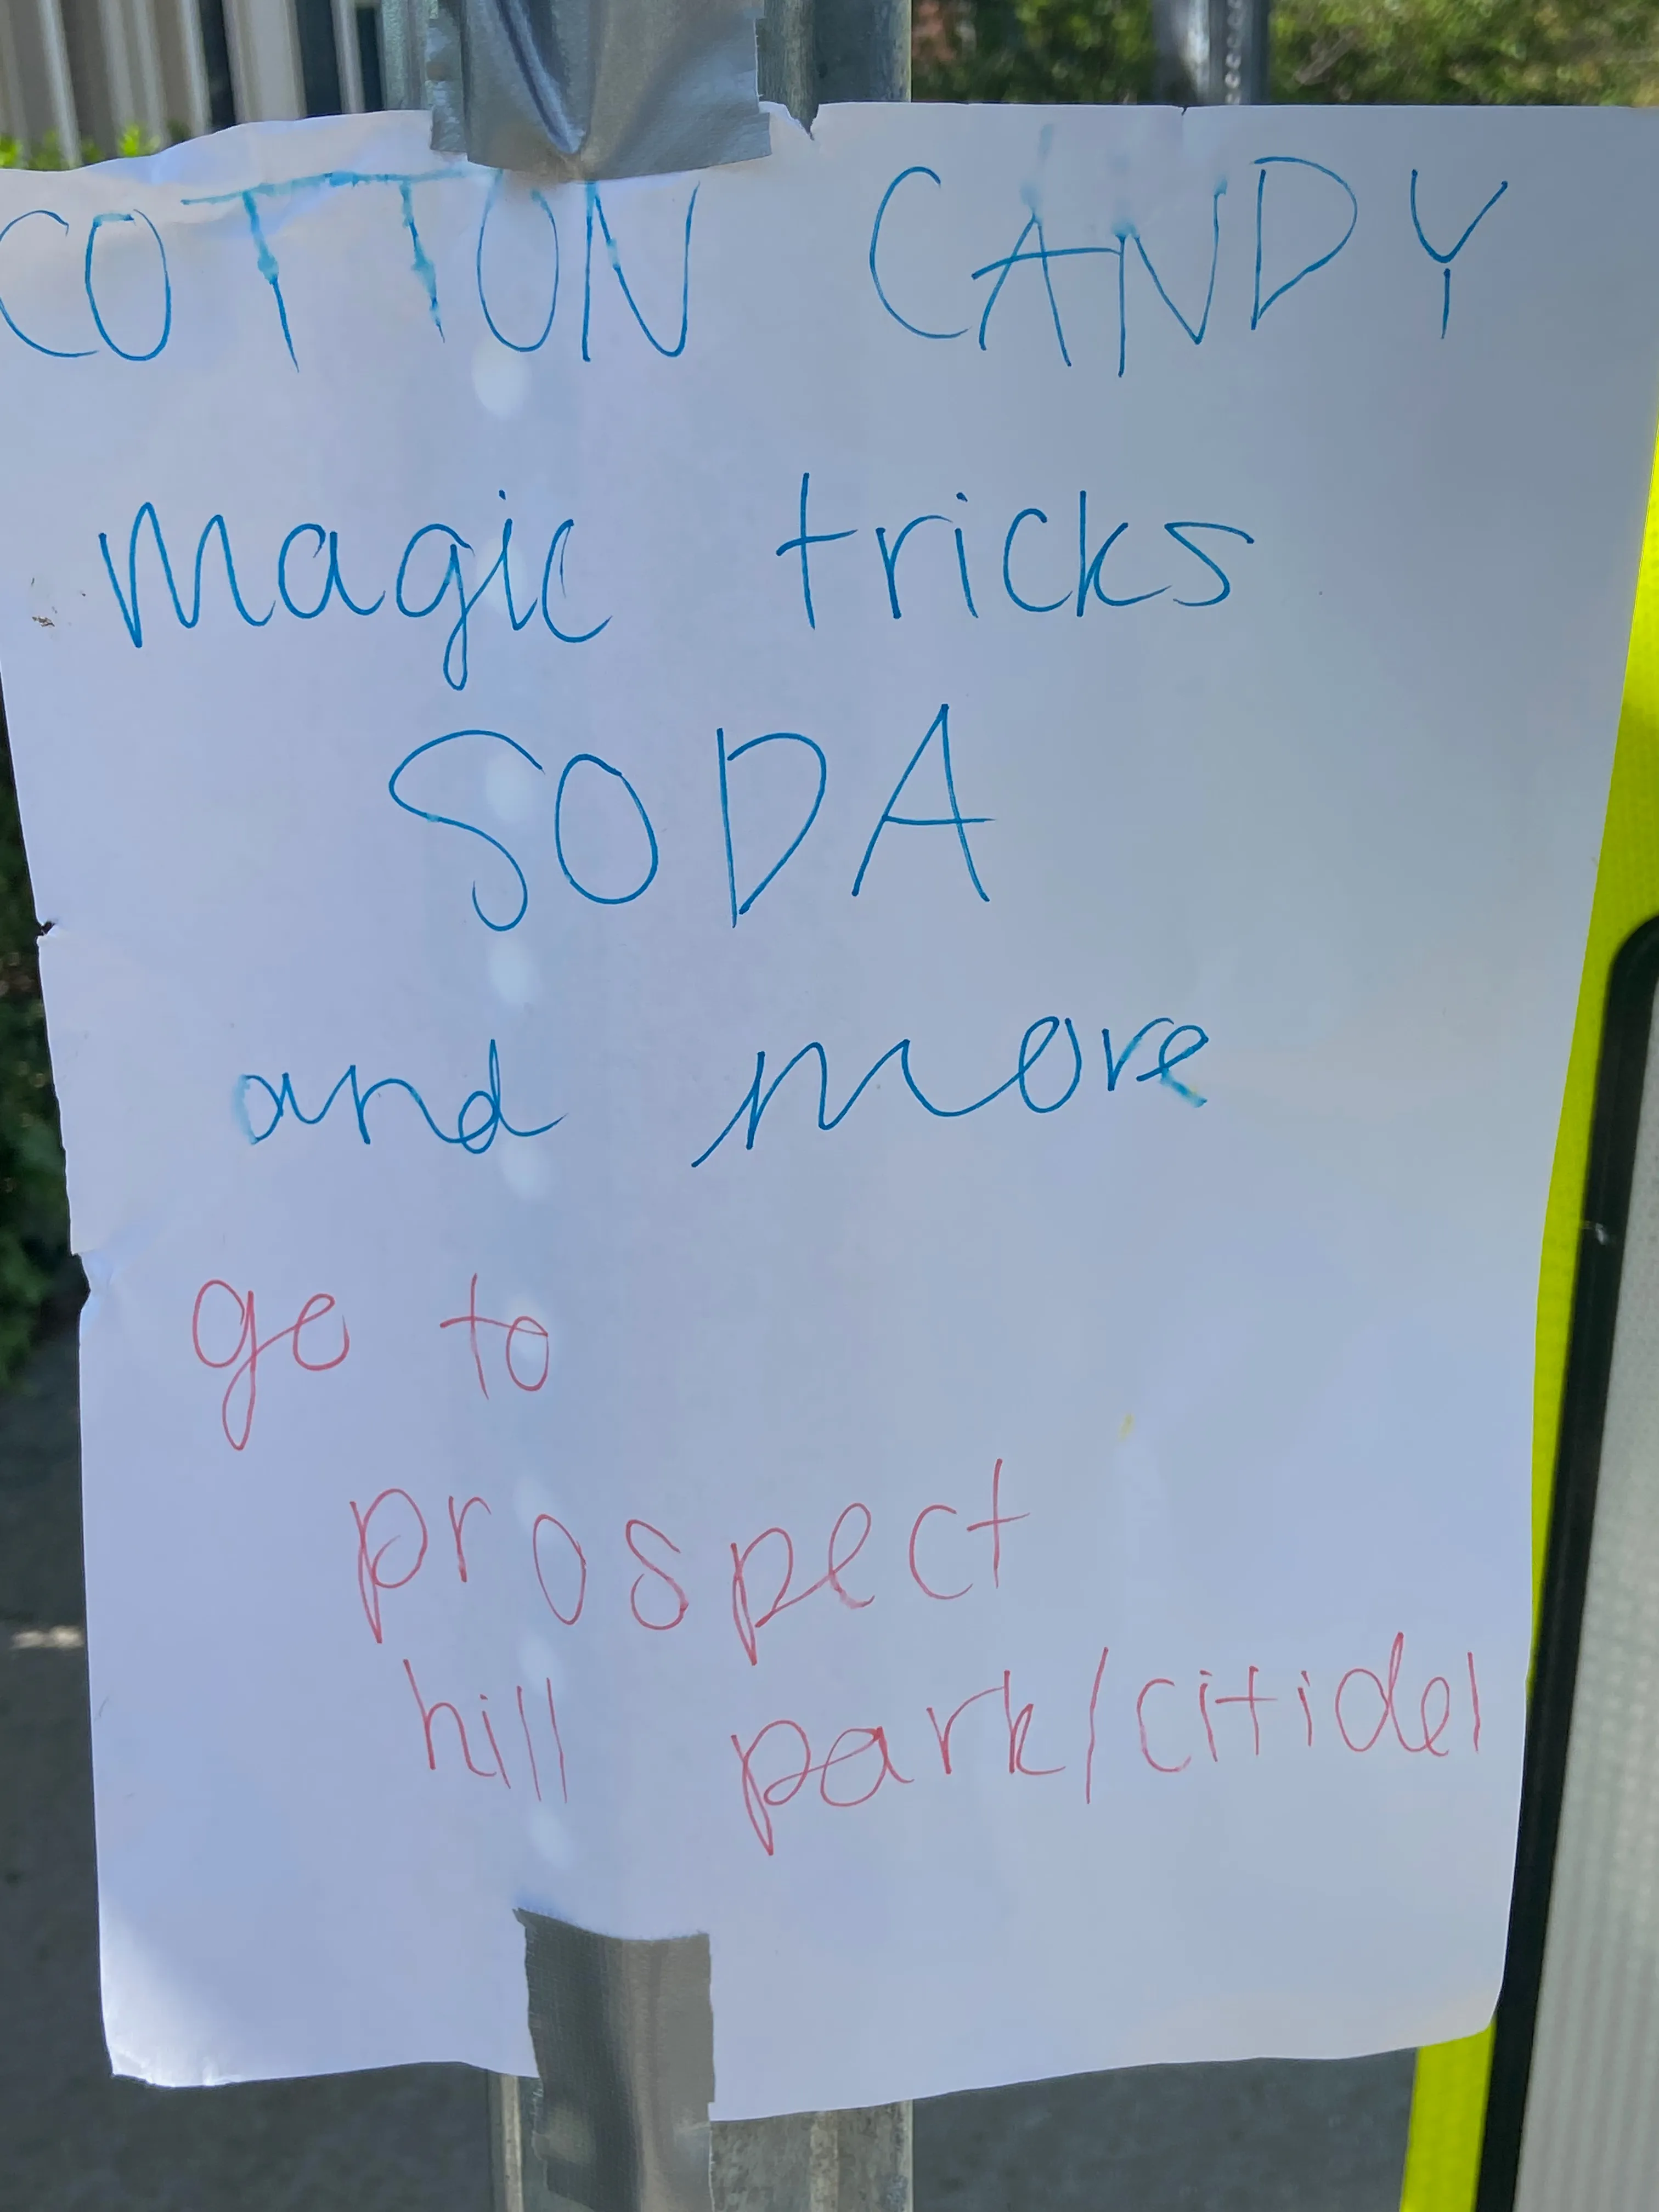 COTTON CANDY
magic tricks
SODA
and more
go to
prospect
hill park/citidel